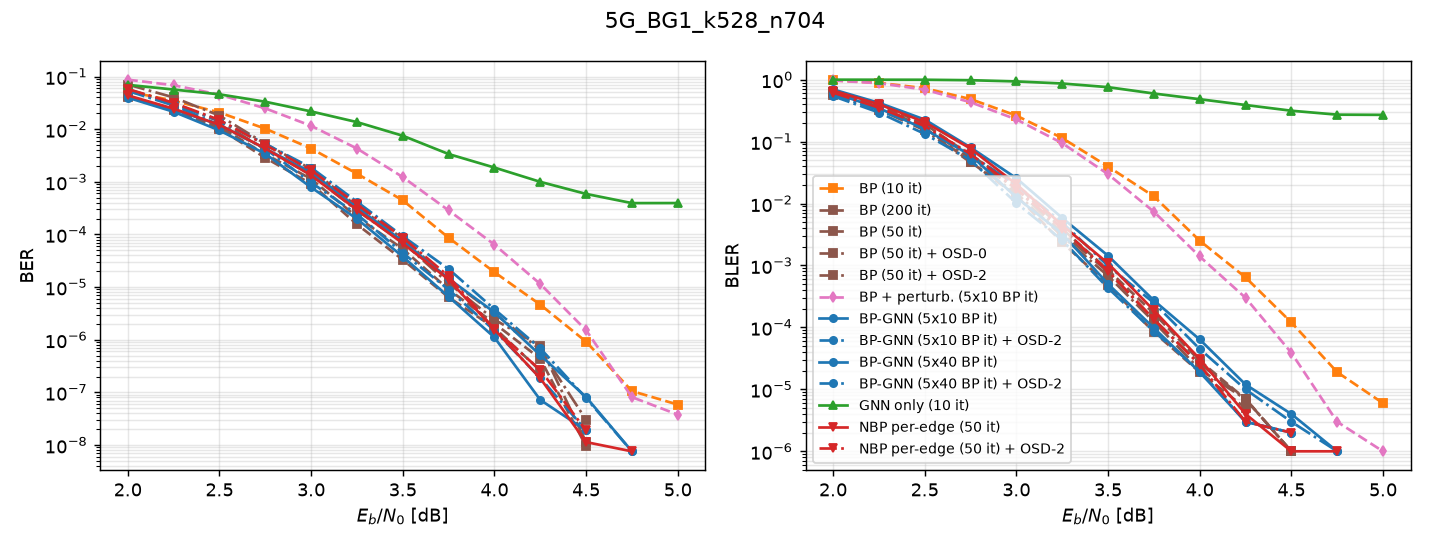 5G_BG1_k528_n704
BER
10⁻¹
10⁻²
10⁻³
10⁻⁴
10⁻⁵
10⁻⁶
10⁻⁷
10⁻⁸
2.0 2.5 3.0 3.5 4.0 4.5 5.0
E_b/N_0 [dB]
BLER
10⁰
10⁻¹
10⁻²
10⁻³
10⁻⁴
10⁻⁵
10⁻⁶
BP (10 it)
BP (200 it)
BP (50 it)
BP (50 it) + OSD-0
BP (50 it) + OSD-2
BP + perturb. (5x10 BP it)
BP-GNN (5x10 BP it)
BP-GNN (5x10 BP it) + OSD-2
BP-GNN (5x40 BP it)
BP-GNN (5x40 BP it) + OSD-2
GNN only (10 it)
NBP per-edge (50 it)
NBP per-edge (50 it) + OSD-2
2.0 2.5 3.0 3.5 4.0 4.5 5.0
E_b/N_0 [dB]